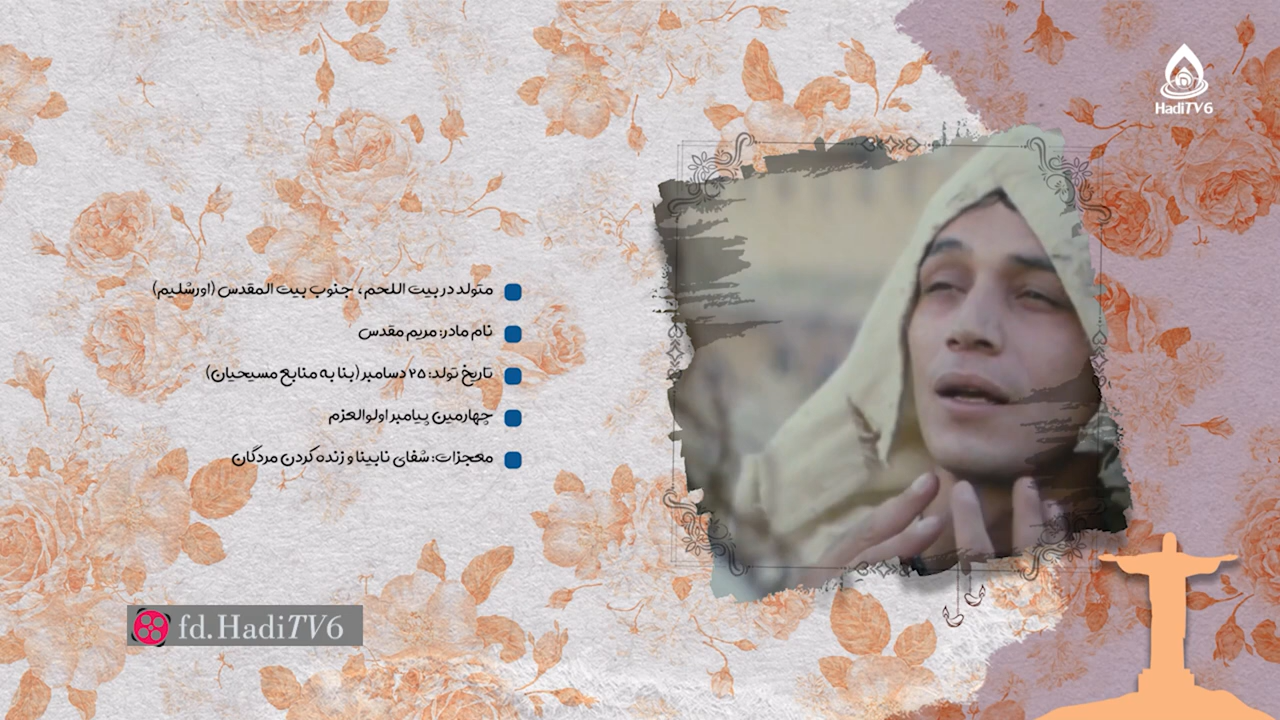 HadiTV6
متولد در بیت اللحم، جنوب بیت المقدس (اورشلیم)
نام مادر: مریم مقدس
تاریخ تولد: ۲۵ دسامبر (بنا به منابع مسیحیان)
چهارمین پیامبر اولوالعزم
معجزات: شفای نابینا و زنده کردن مردگان
fd.HadiTV6